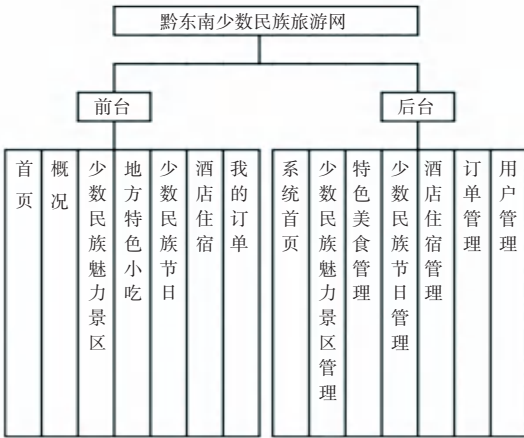 黔东南少数民族旅游网
前台
后台
首页
概况
少数民族魅力景区
地方特色小吃
少数民族节日
酒店住宿
我的订单
系统首页
少数民族魅力景区管理
特色美食管理
少数民族节日管理
酒店住宿管理
订单管理
用户管理